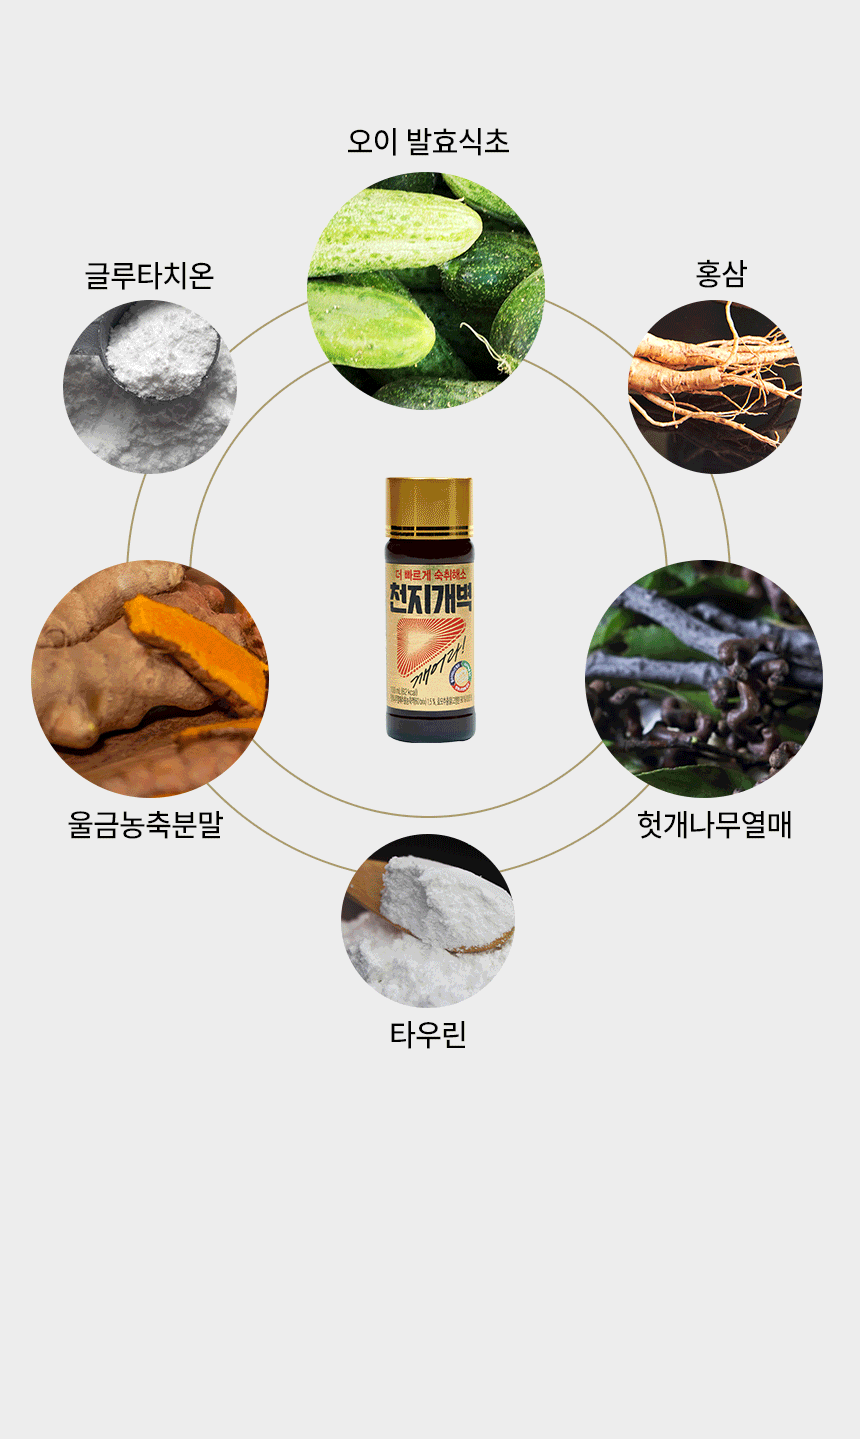 오이 발효식초
글루타치온
홍삼
더 빠르게 숙취해소
천지개벽
깨어라!
울금농축분말
헛개나무열매
타우린